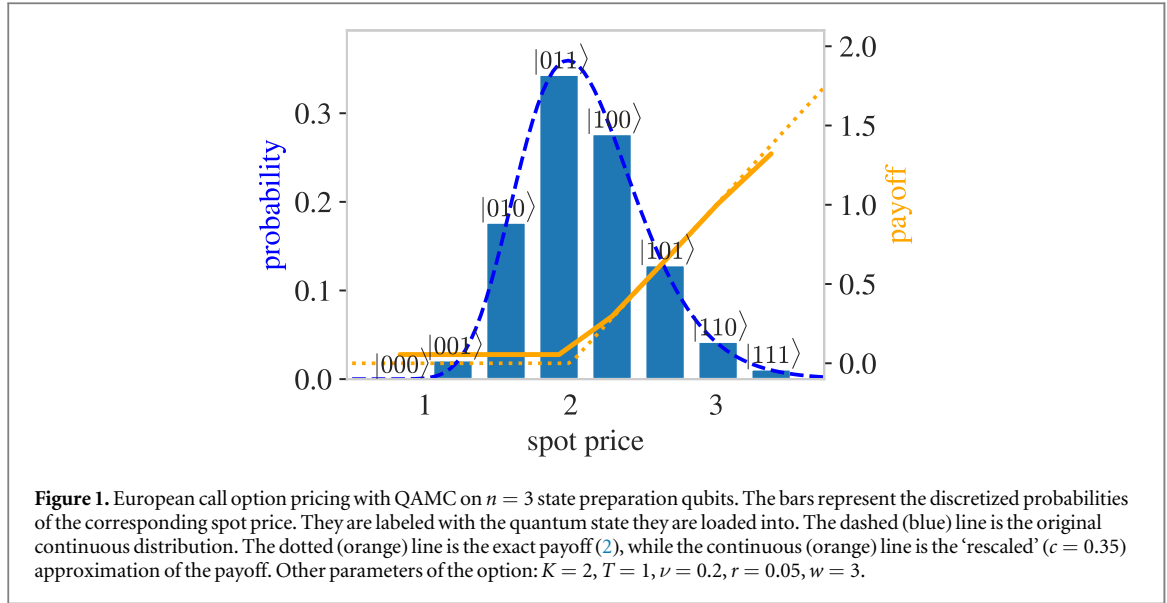 2.0
|011⟩
0.3
|100⟩
1.5
probability
|010⟩
0.2
1.0
payoff
|101⟩
0.1
0.5
|110⟩
|000⟩
|001⟩
|111⟩
0.0
0.0
1
2
3
spot price
Figure 1. European call option pricing with QAMC on n = 3 state preparation qubits. The bars represent the discretized probabilities
of the corresponding spot price. They are labeled with the quantum state they are loaded into. The dashed (blue) line is the original
continuous distribution. The dotted (orange) line is the exact payoff (2), while the continuous (orange) line is the ‘rescaled’ (c = 0.35)
approximation of the payoff. Other parameters of the option: K = 2, T = 1, ν = 0.2, r = 0.05, w = 3.